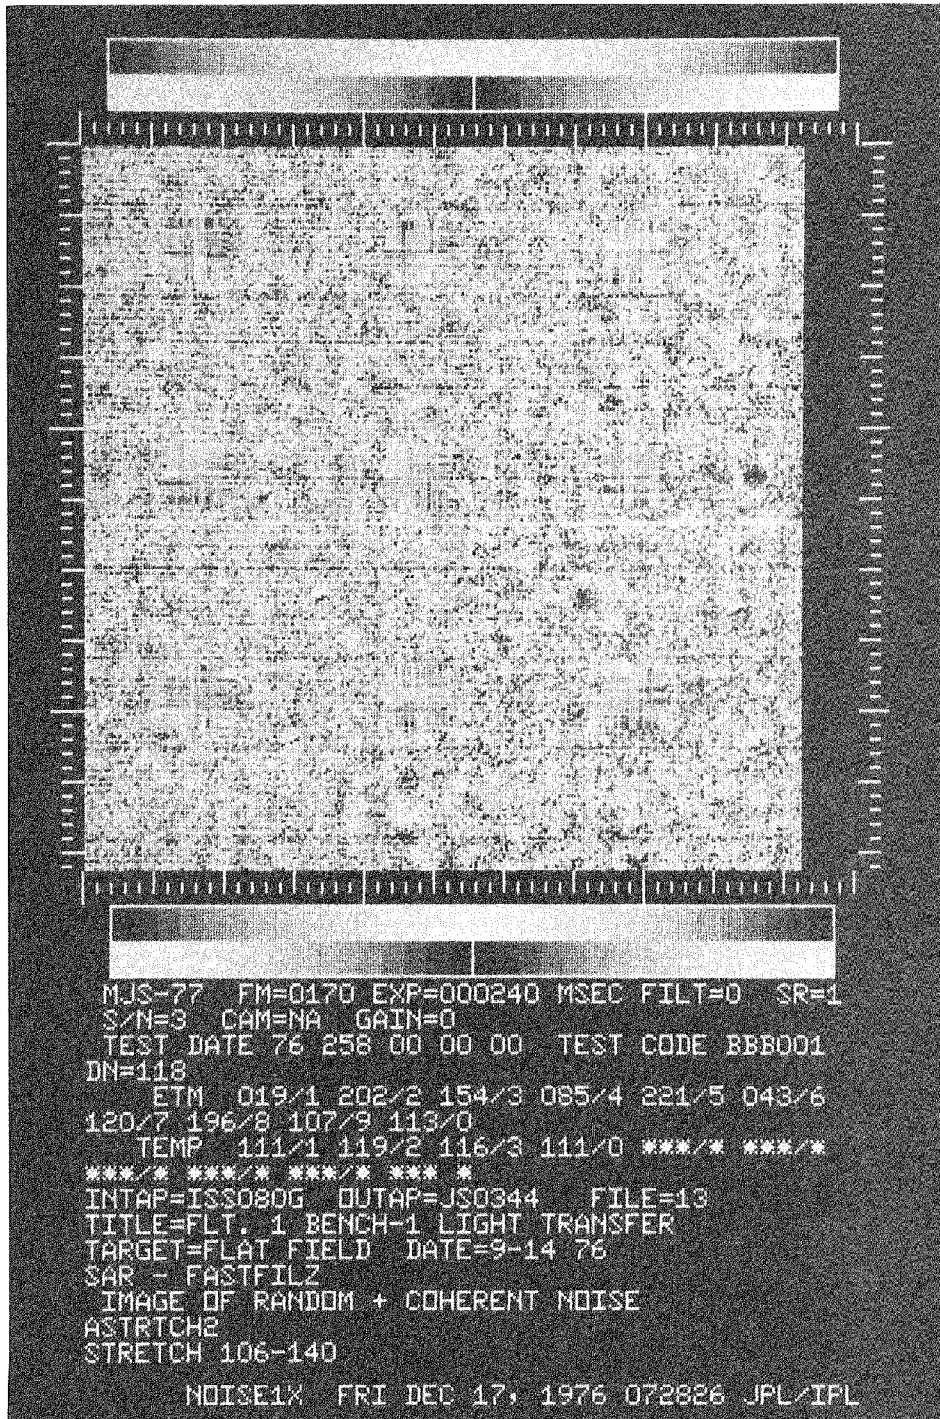 MJS-77 FM=0170 EXP=000240 MSEC FILT=0 SR=1
S/N=3 CAM=NA GAIN=0
TEST DATE 76 258 00 00 00 TEST CODE BBB001
DN=118
ETM 019/1 202/2 154/3 085/4 221/5 043/6
120/7 196/8 107/9 113/0
TEMP 111/1 119/2 116/3 111/0 ***/* ***/*
***/* ***/* ***/* *** *
INTAP=ISS080G OUTAP=JS0344 FILE=13
TITLE=FLT. 1 BENCH-1 LIGHT TRANSFER
TARGET=FLAT FIELD DATE=9-14 76
SAR - FASTFIL2
IMAGE OF RANDOM + COHERENT NOISE
ASTRTCH2
STRETCH 106-140
NOISE1X FRI DEC 17, 1976 072826 JPL/IPL